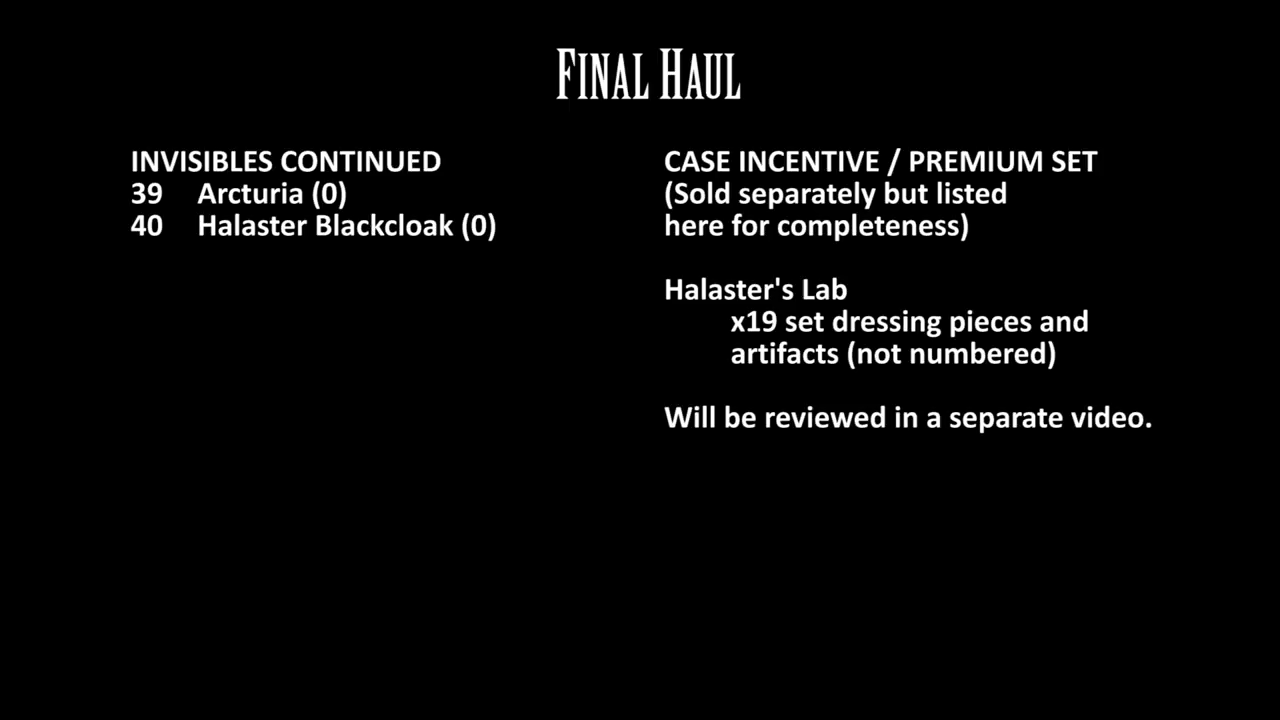 FINAL HAUL
INVISIBLES CONTINUED
39 Arcturia (0)
40 Halaster Blackcloak (0)
CASE INCENTIVE / PREMIUM SET
(Sold separately but listed
here for completeness)
Halaster's Lab
x19 set dressing pieces and
artifacts (not numbered)
Will be reviewed in a separate video.